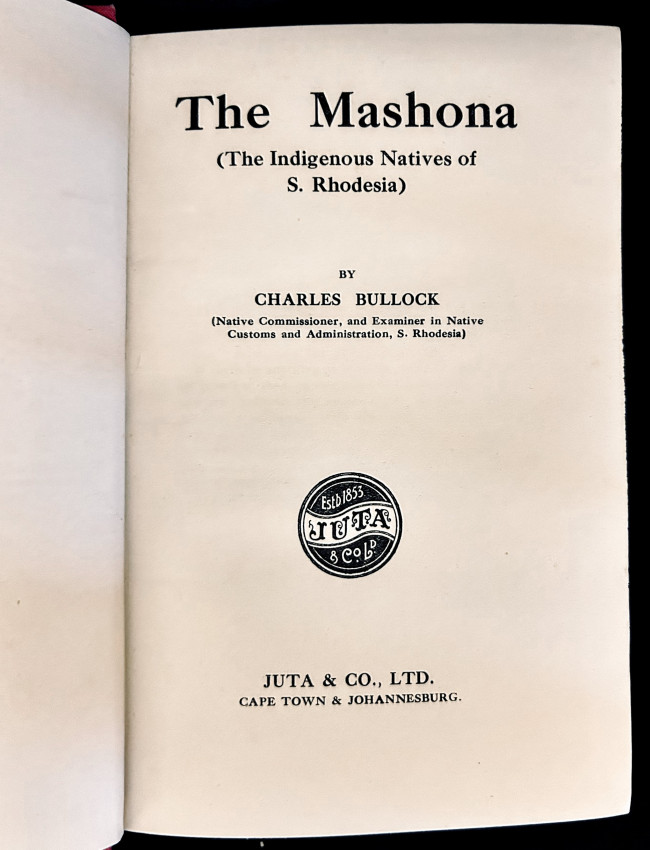 The Mashona
(The Indigenous Natives of
S. Rhodesia)
BY
CHARLES BULLOCK
(Native Commissioner, and Examiner in Native
Customs and Administration, S. Rhodesia)
Estb 1853
JUTA
& Co Ld
JUTA & CO., LTD.
CAPE TOWN & JOHANNESBURG.